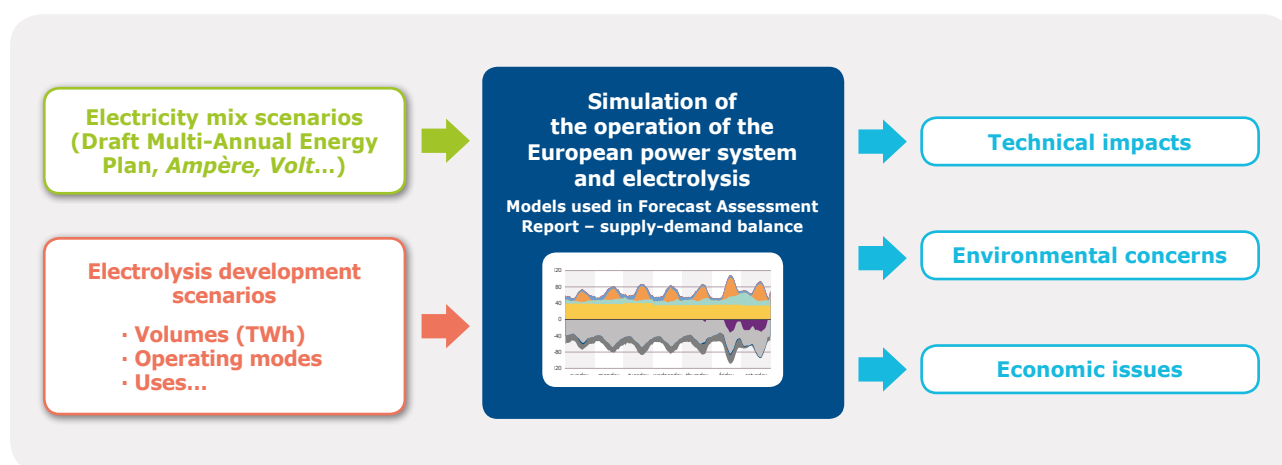 Electricity mix scenarios
(Draft Multi-Annual Energy
Plan, Ampère, Volt...)
Electrolysis development
scenarios
· Volumes (TWh)
· Operating modes
· Uses...
Simulation of
the operation of the
European power system
and electrolysis
Models used in Forecast Assessment
Report – supply-demand balance
80
40
0
-40
-80
Technical impacts
Environmental concerns
Economic issues